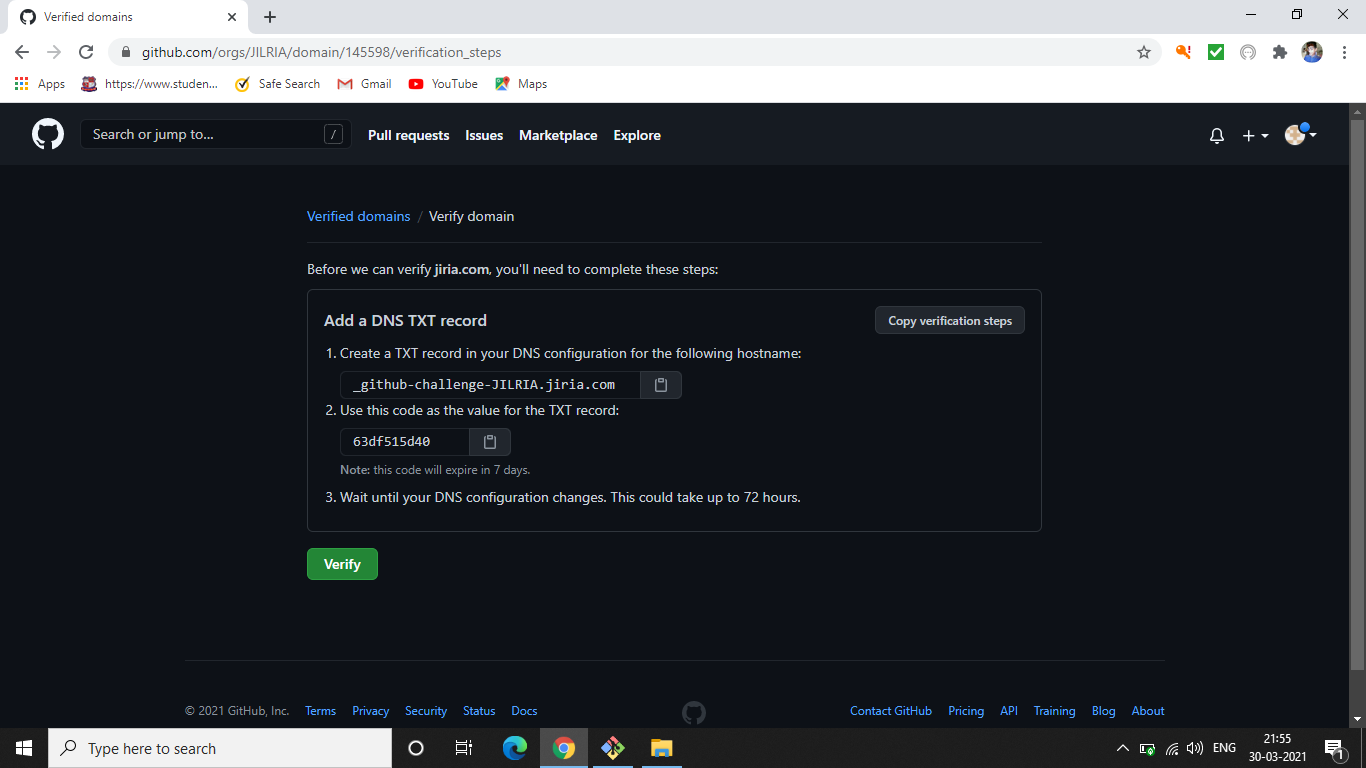 Verified domains
github.com/orgs/JILRIA/domain/145598/verification_steps
Apps https://www.studen... Safe Search Gmail YouTube Maps
Search or jump to... / Pull requests Issues Marketplace Explore
Verified domains / Verify domain
Before we can verify jiria.com, you'll need to complete these steps:
Add a DNS TXT record Copy verification steps
1. Create a TXT record in your DNS configuration for the following hostname:
_github-challenge-JILRIA.jiria.com
2. Use this code as the value for the TXT record:
63df515d40
Note: this code will expire in 7 days.
3. Wait until your DNS configuration changes. This could take up to 72 hours.
Verify
© 2021 GitHub, Inc. Terms Privacy Security Status Docs Contact GitHub Pricing API Training Blog About
Type here to search ENG 21:55
30-03-2021 1